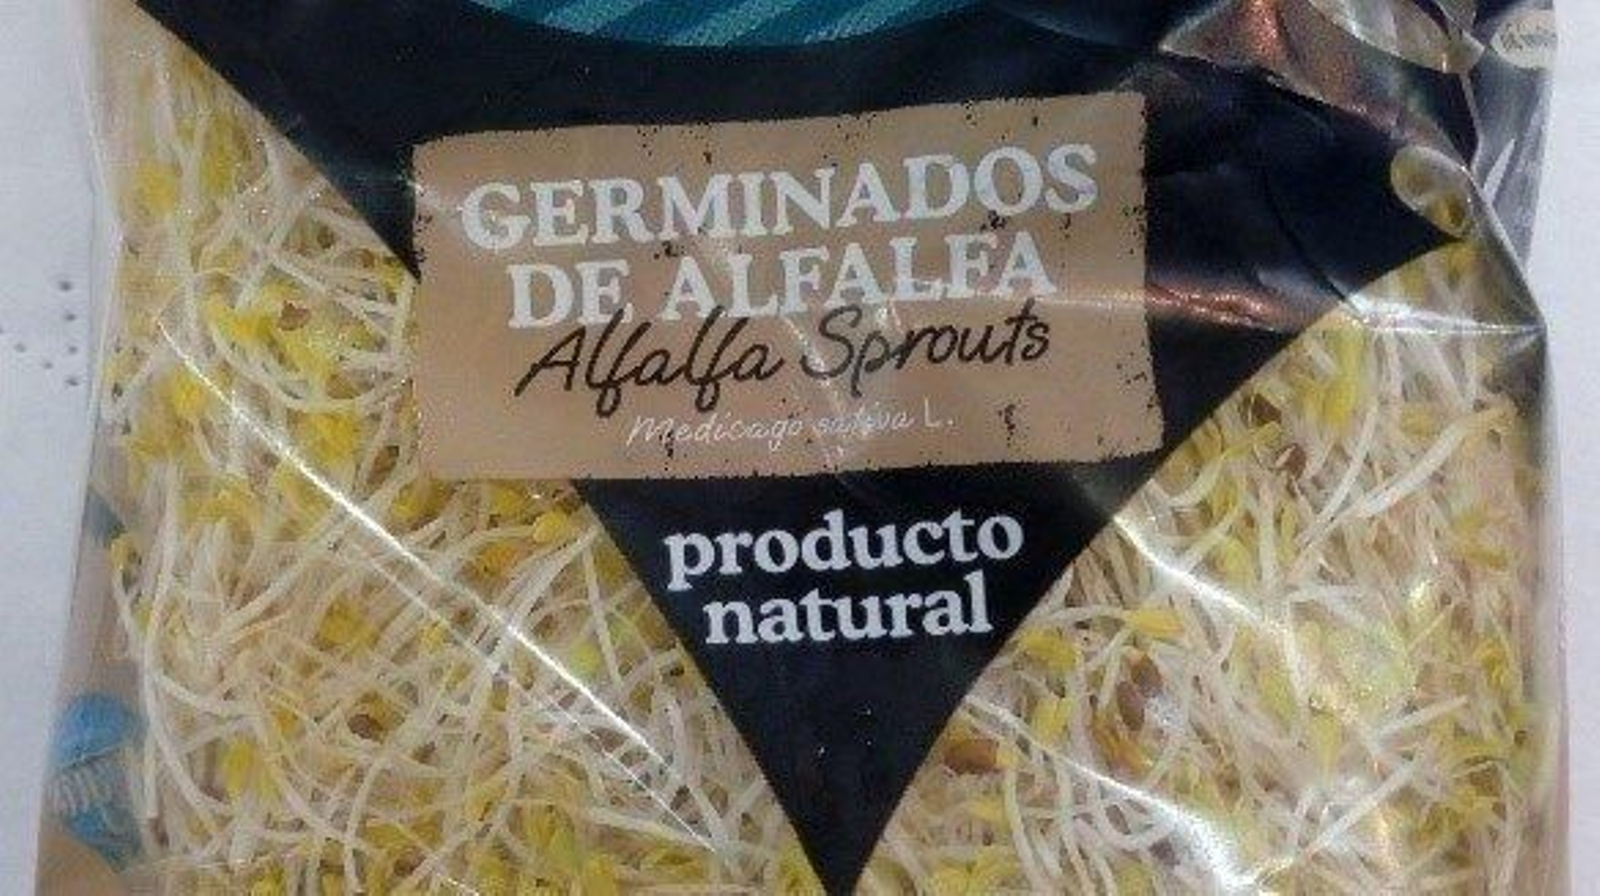 GERMINADOS
DE ALFALFA
Alfalfa Sprouts
Medicago sativa L.
producto
natural